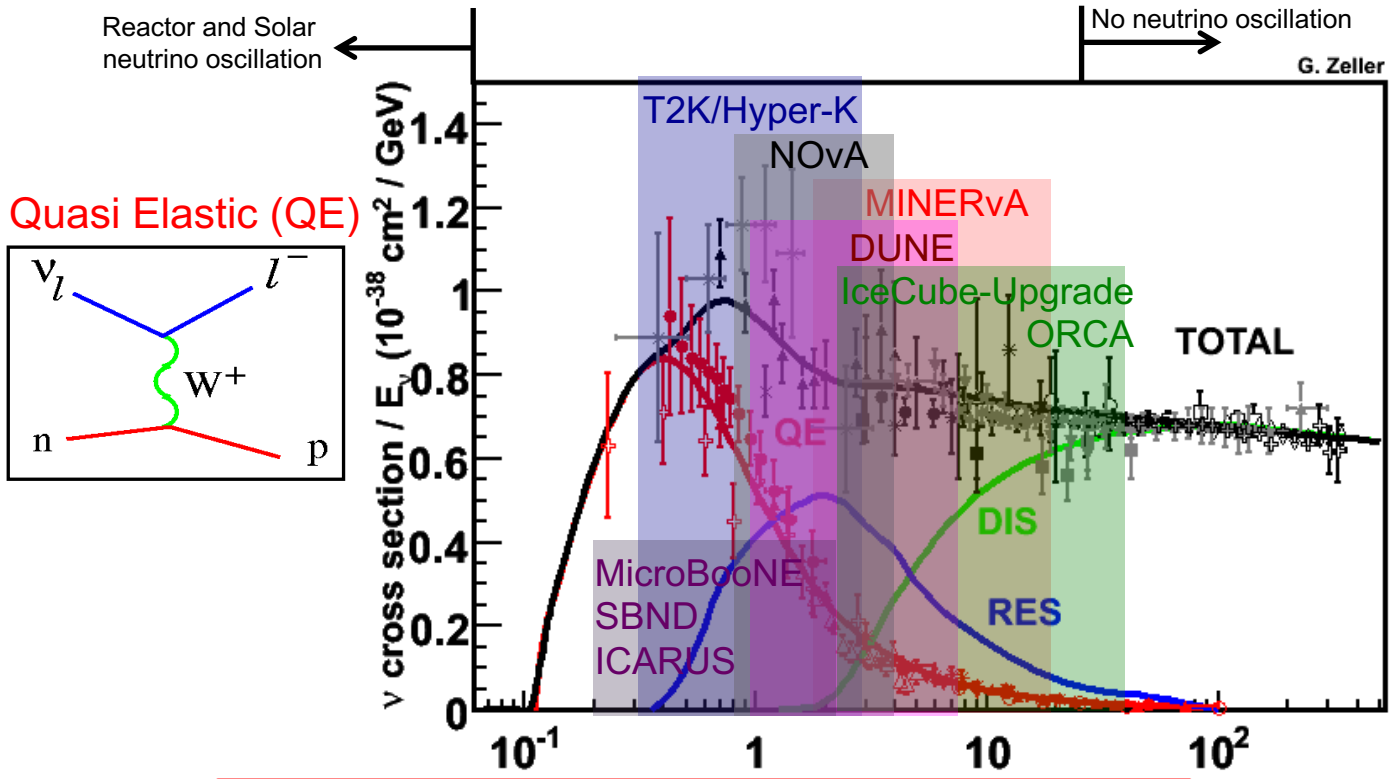 Reactor and Solar
neutrino oscillation
No neutrino oscillation
G. Zeller
T2K/Hyper-K
NOvA
MINERvA
DUNE
IceCube-Upgrade
ORCA
TOTAL
Quasi Elastic (QE)
νl
l−
W+
n
p
ν cross section / Eν (10-38 cm2 / GeV)
1.4
1.2
1
0.8
0.6
0.4
0.2
0
QE
DIS
RES
MicroBooNE
SBND
ICARUS
10-1
1
10
102